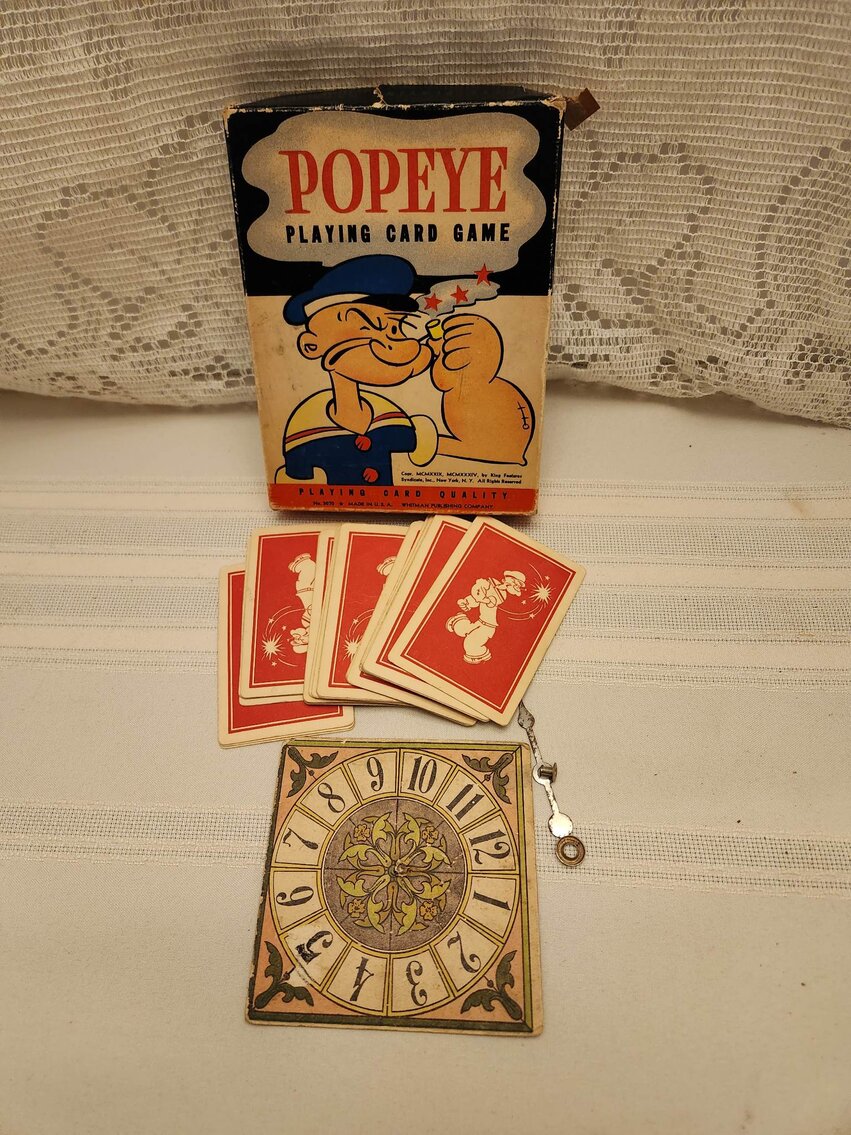 POPEYE
PLAYING CARD GAME
Copr. MCMXXIX, MCMXXXIV, by King Features
Syndicate, Inc., New York, N. Y. All Rights Reserved
PLAYING CARD QUALITY
MADE IN U.S.A. WHITMAN PUBLISHING COMPANY
10
11
12
1
2
3
4
5
6
7
8
9